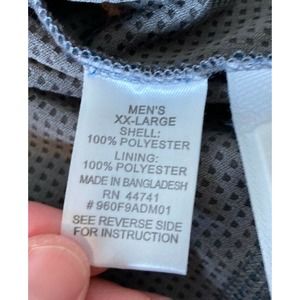 MEN'S
XX-LARGE
SHELL:
100% POLYESTER
LINING:
100% POLYESTER
MADE IN BANGLADESH
RN 44741
# 960F9ADM01
SEE REVERSE SIDE
FOR INSTRUCTION